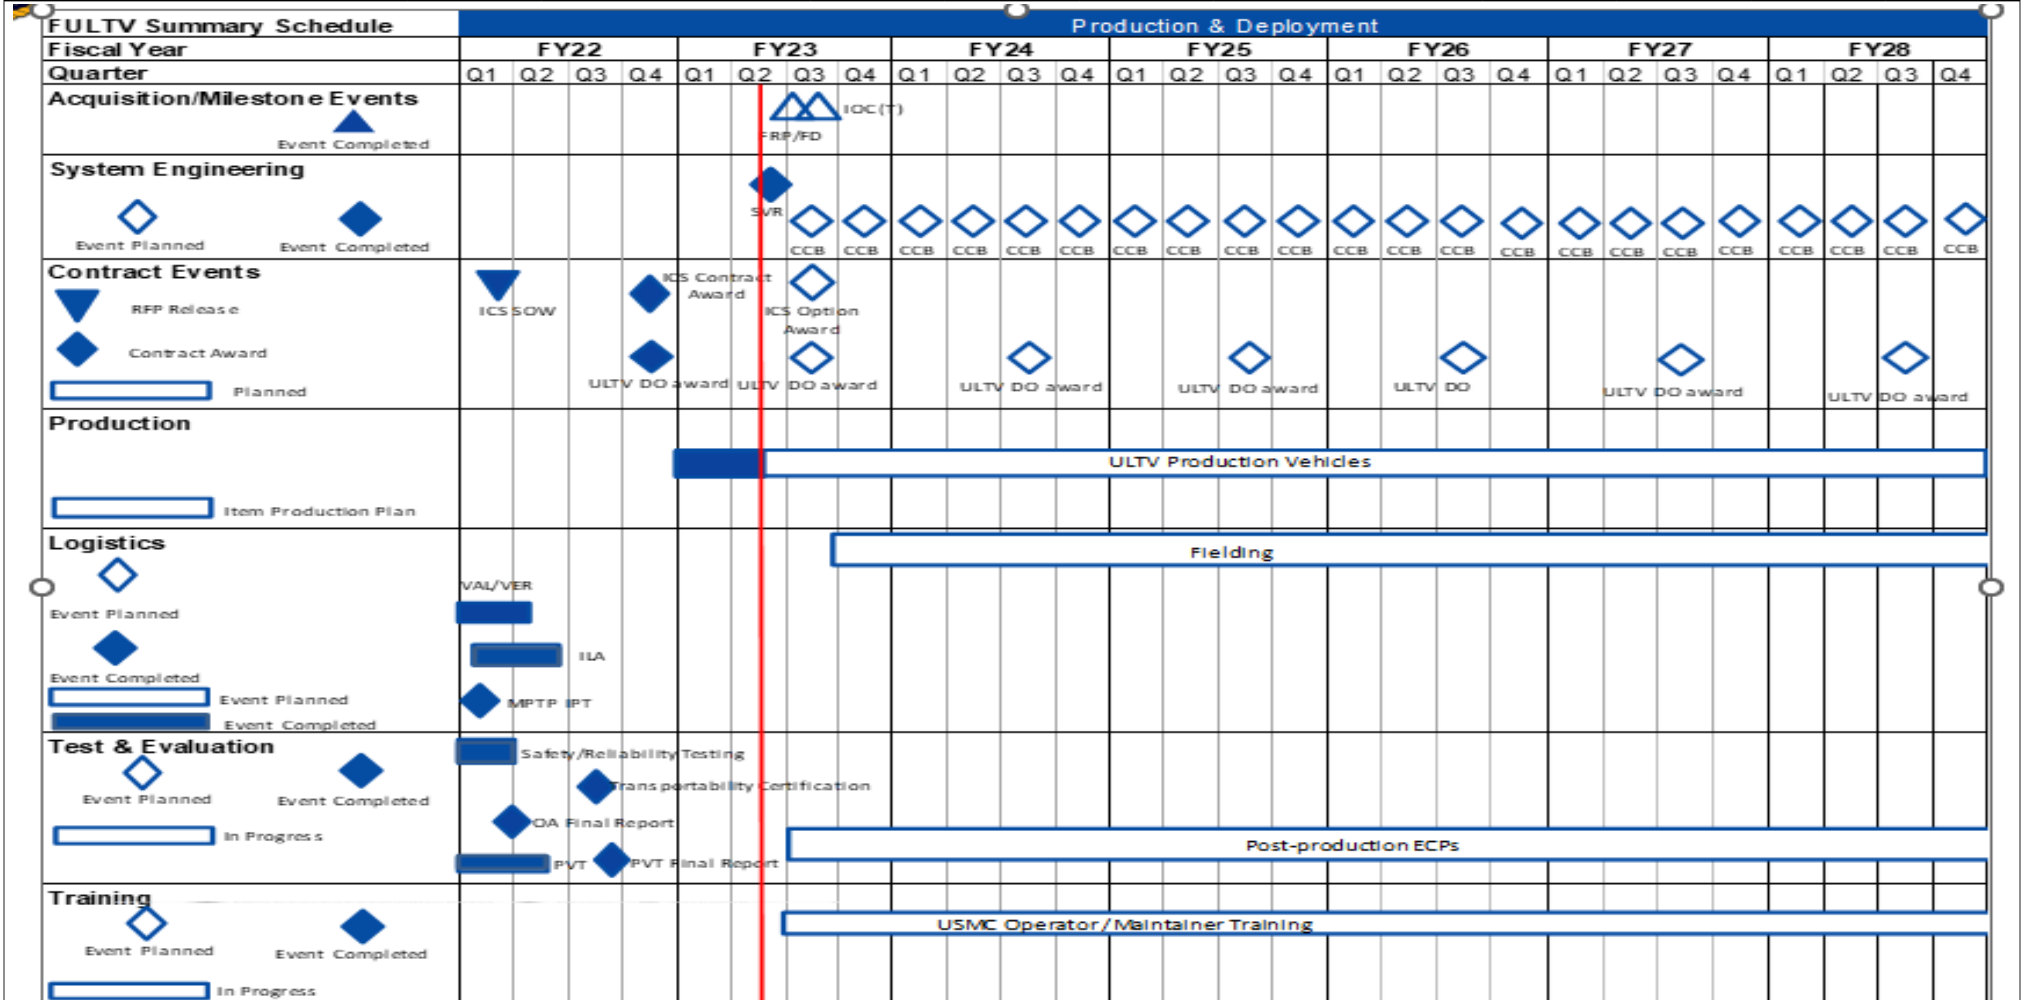 FULTV Summary Schedule Production & Deployment
Fiscal Year FY22 FY23 FY24 FY25 FY26 FY27 FY28
Quarter Q1 Q2 Q3 Q4 Q1 Q2 Q3 Q4 Q1 Q2 Q3 Q4 Q1 Q2 Q3 Q4 Q1 Q2 Q3 Q4 Q1 Q2 Q3 Q4 Q1 Q2 Q3 Q4
Acquisition/Milestone Events
IOC(T)
FRP/FD
Event Completed
System Engineering
SVR
Event Planned Event Completed
CCB CCB CCB CCB CCB CCB CCB CCB CCB CCB CCB CCB CCB CCB CCB CCB CCB CCB CCB CCB CCB CCB
Contract Events
ICS Contract
Award
RFP Release
ICS SOW
ICS Option
Award
Contract Award
ULTV DO award ULTV DO award ULTV DO award ULTV DO award ULTV DO ULTV DO award ULTV DO award
Planned
Production
ULTV Production Vehicles
Item Production Plan
Logistics
Fielding
VAL/VER
Event Planned
ILA
Event Completed
Event Planned
MPTP IPT
Event Completed
Test & Evaluation
Safety/Reliability Testing
Transportability Certification
Event Planned Event Completed
OA Final Report
In Progress
Post-production ECPs
PVT PVT Final Report
Training
USMC Operator/Maintainer Training
Event Planned Event Completed
In Progress